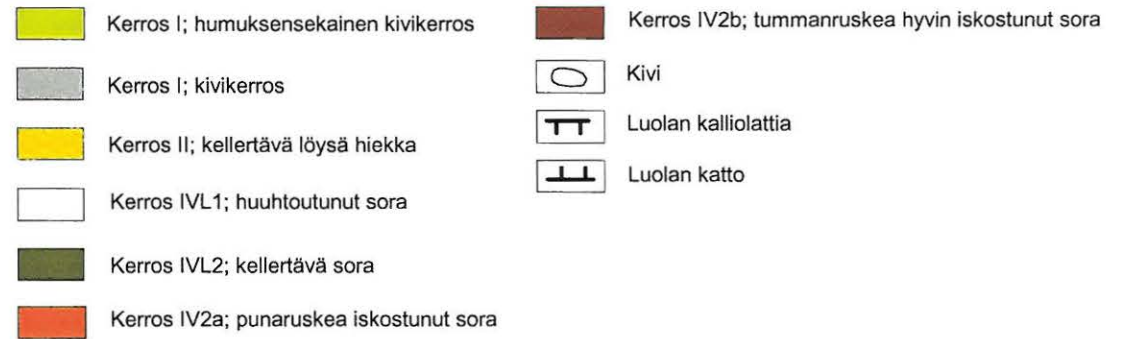 Kerros I; humuksensekainen kivikerros
Kerros I; kivikerros
Kerros II; kellertävä löysä hiekka
Kerros IVL1; huuhtoutunut sora
Kerros IVL2; kellertävä sora
Kerros IV2a; punaruskea iskostunut sora
Kerros IV2b; tummanruskea hyvin iskostunut sora
Kivi
Luolan kalliolattia
Luolan katto